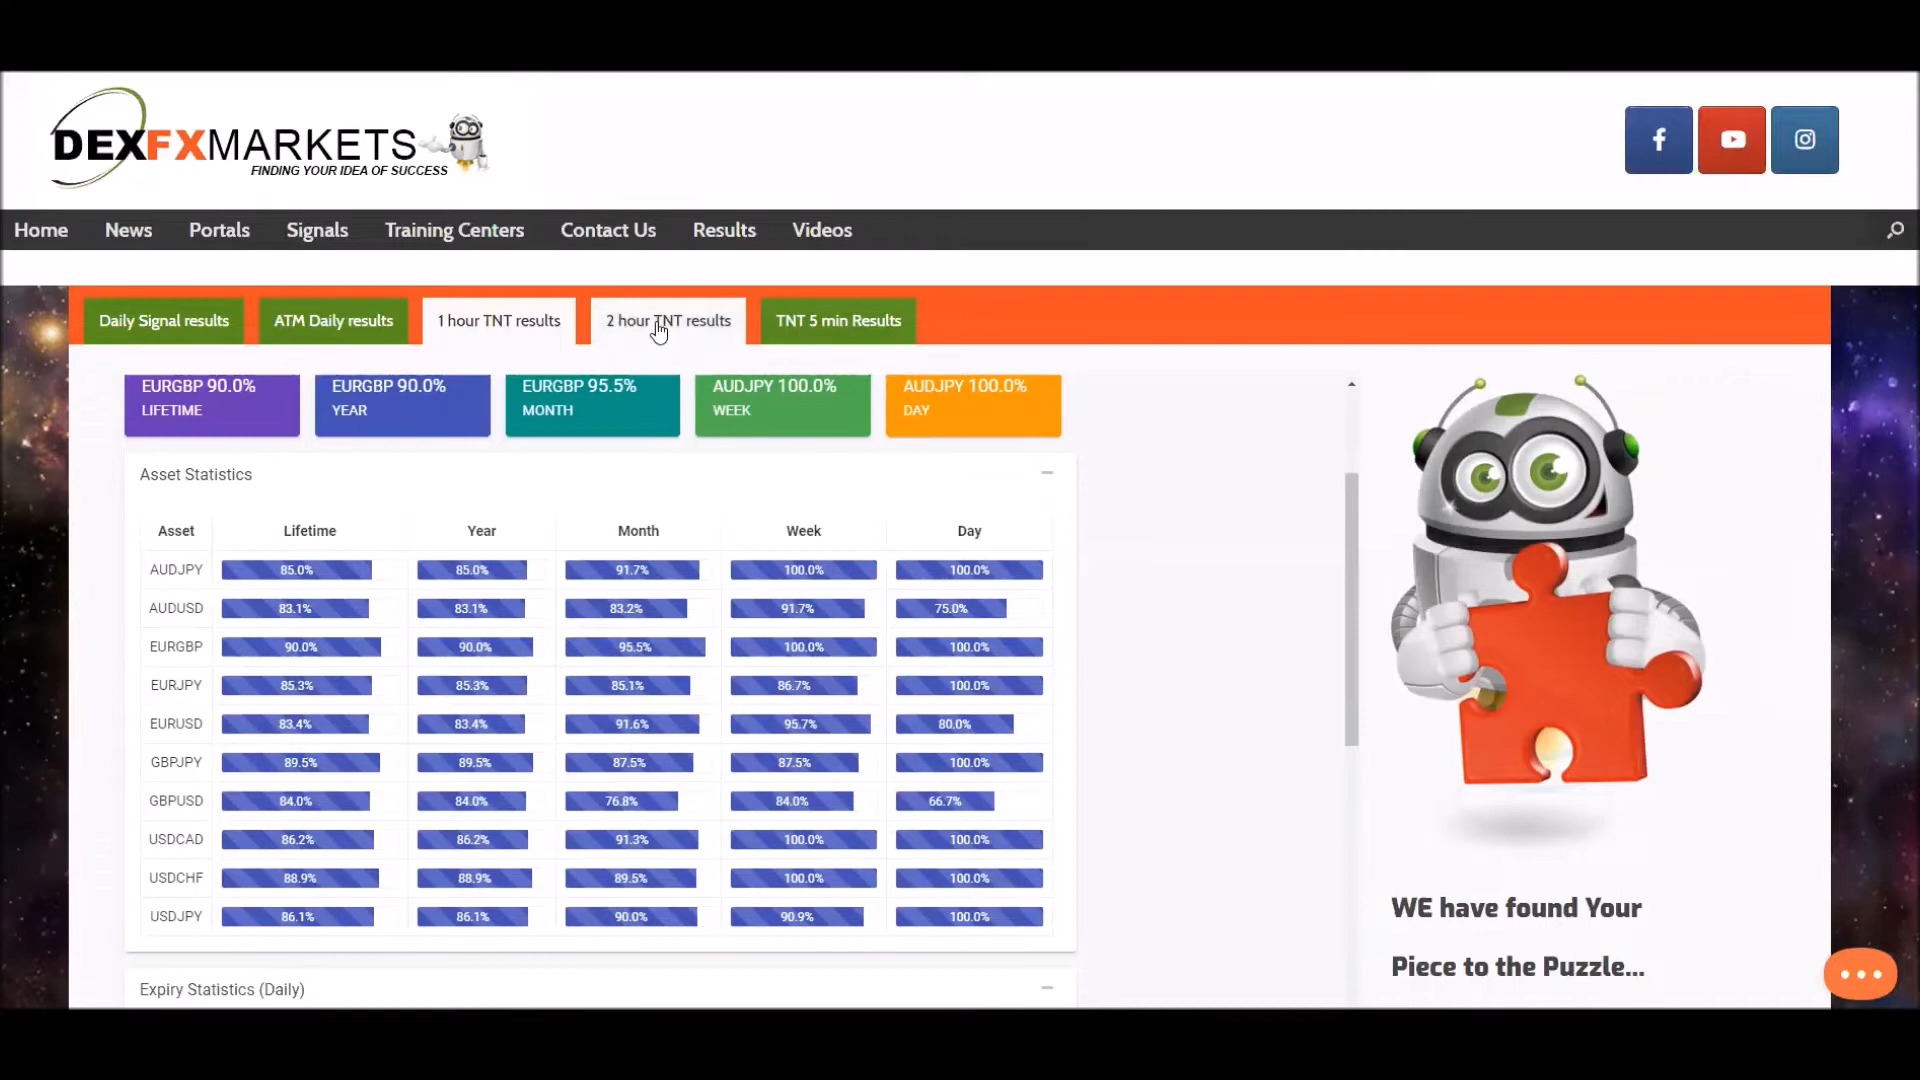 DEXFXMARKETS
FINDING YOUR IDEA OF SUCCESS
Home News Portals Signals Training Centers Contact Us Results Videos
Daily Signal results ATM Daily results 1 hour TNT results 2 hour TNT results TNT 5 min Results
EURGBP 90.0% EURGBP 90.0% EURGBP 95.5% AUDJPY 100.0% AUDJPY 100.0%
LIFETIME YEAR MONTH WEEK DAY
Asset Statistics
Asset Lifetime Year Month Week Day
AUDJPY 85.0% 85.0% 91.7% 100.0% 100.0%
AUDUSD 83.1% 83.1% 83.2% 91.7% 75.0%
EURGBP 90.0% 90.0% 95.5% 100.0% 100.0%
EURJPY 85.3% 85.3% 85.1% 86.7% 100.0%
EURUSD 83.4% 83.4% 91.6% 95.7% 80.0%
GBPJPY 89.5% 89.5% 87.5% 87.5% 100.0%
GBPUSD 84.0% 84.0% 76.8% 84.0% 66.7%
USDCAD 86.2% 86.2% 91.3% 100.0% 100.0%
USDCHF 88.9% 88.9% 89.5% 100.0% 100.0%
USDJPY 86.1% 86.1% 90.0% 90.9% 100.0%
Expiry Statistics (Daily)
WE have found Your
Piece to the Puzzle...